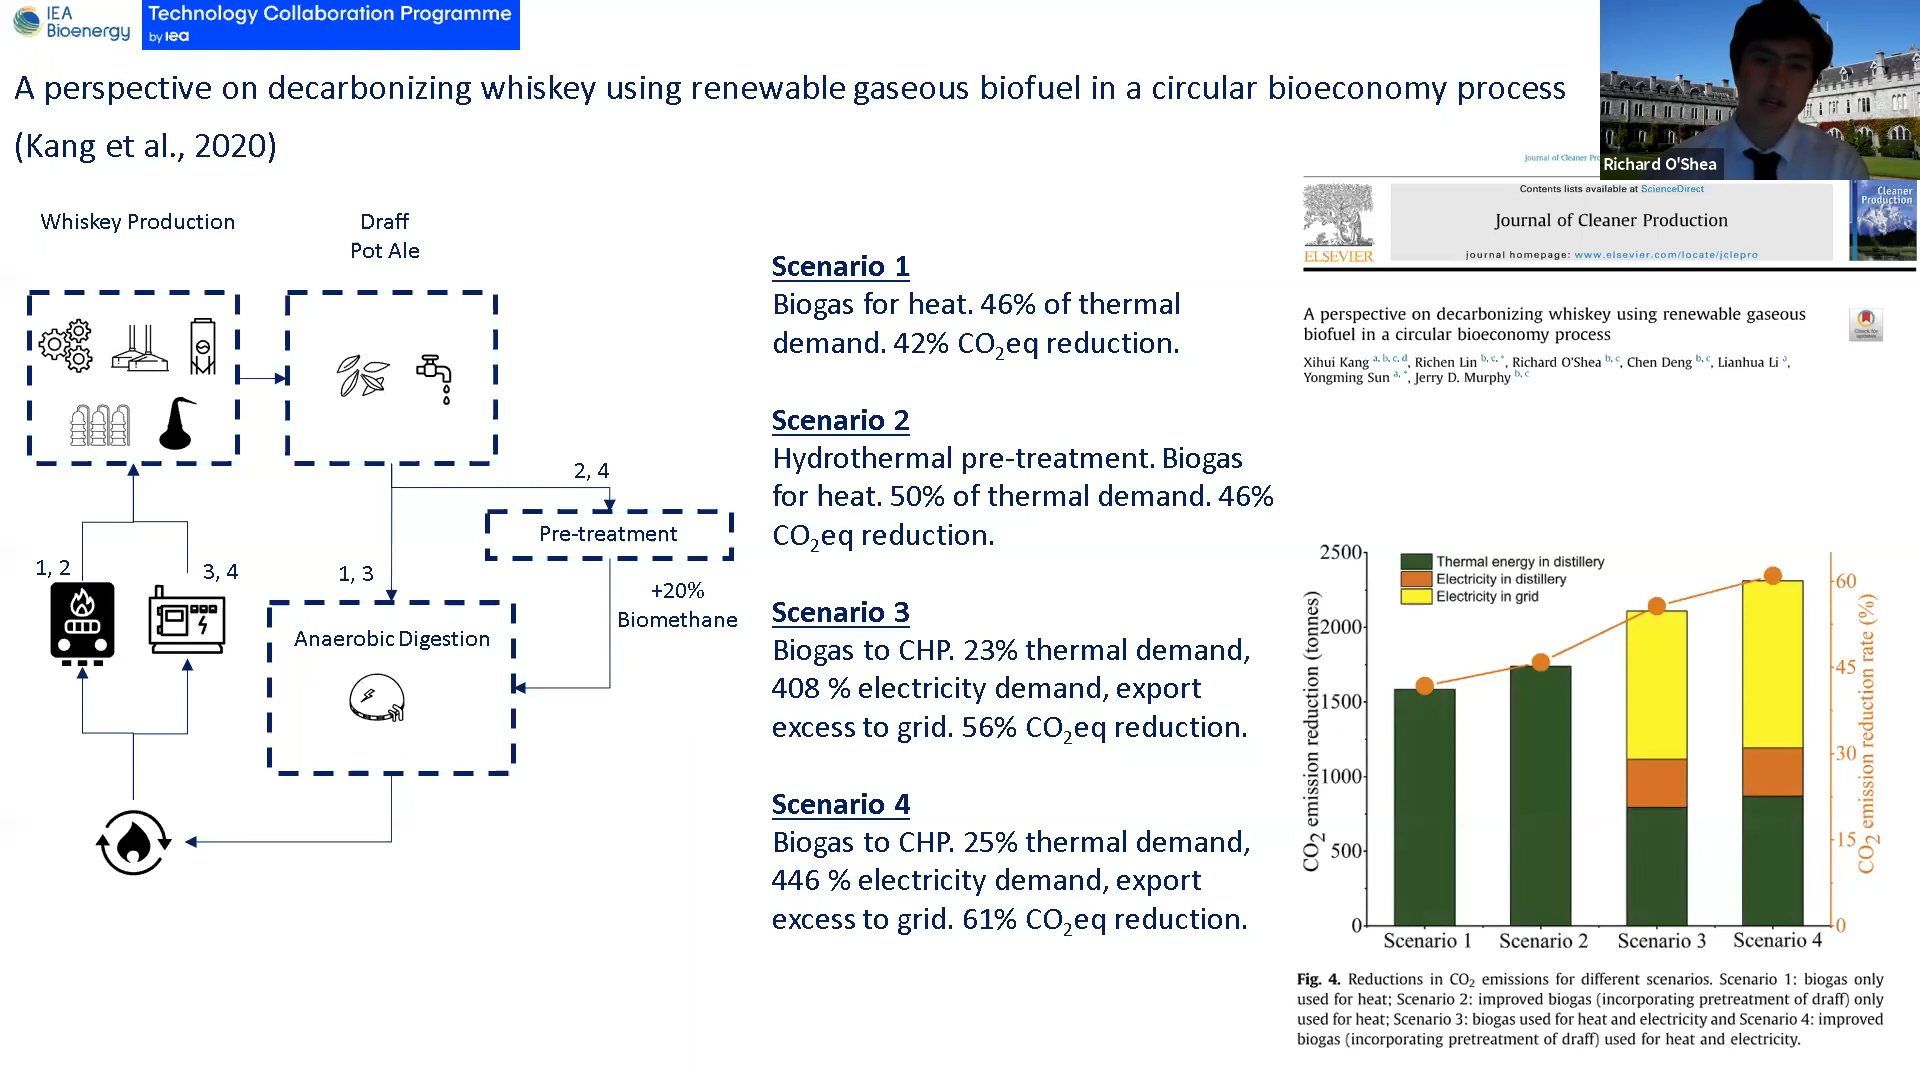 IEA
Bioenergy
Technology Collaboration Programme
by iea
A perspective on decarbonizing whiskey using renewable gaseous biofuel in a circular bioeconomy process
(Kang et al., 2020)
Richard O'Shea
Whiskey Production
Draff
Pot Ale
2, 4
Pre-treatment
1, 2
3, 4
1, 3
+20%
Biomethane
Anaerobic Digestion
Scenario 1
Biogas for heat. 46% of thermal
demand. 42% CO₂eq reduction.
Scenario 2
Hydrothermal pre-treatment. Biogas
for heat. 50% of thermal demand. 46%
CO₂eq reduction.
Scenario 3
Biogas to CHP. 23% thermal demand,
408 % electricity demand, export
excess to grid. 56% CO₂eq reduction.
Scenario 4
Biogas to CHP. 25% thermal demand,
446 % electricity demand, export
excess to grid. 61% CO₂eq reduction.
Journal of Cleaner
Contents lists available at ScienceDirect
Journal of Cleaner Production
journal homepage: www.elsevier.com/locate/jclepro
ELSEVIER
Cleaner
Production
A perspective on decarbonizing whiskey using renewable gaseous
biofuel in a circular bioeconomy process
Check for
updates
Xihui Kang a, b, c, d, Richen Lin b, c, *, Richard O'Shea b, c, Chen Deng b, c, Lianhua Li a,
Yongming Sun a, *, Jerry D. Murphy b, c
Thermal energy in distillery
Electricity in distillery
Electricity in grid
CO₂ emission reduction (tonnes)
2500
2000
1500
1000
500
0
CO₂ emission reduction rate (%)
60
45
30
15
0
Scenario 1 Scenario 2 Scenario 3 Scenario 4
Fig. 4. Reductions in CO₂ emissions for different scenarios. Scenario 1: biogas only
used for heat; Scenario 2: improved biogas (incorporating pretreatment of draff) only
used for heat; Scenario 3: biogas used for heat and electricity and Scenario 4: improved
biogas (incorporating pretreatment of draff) used for heat and electricity.